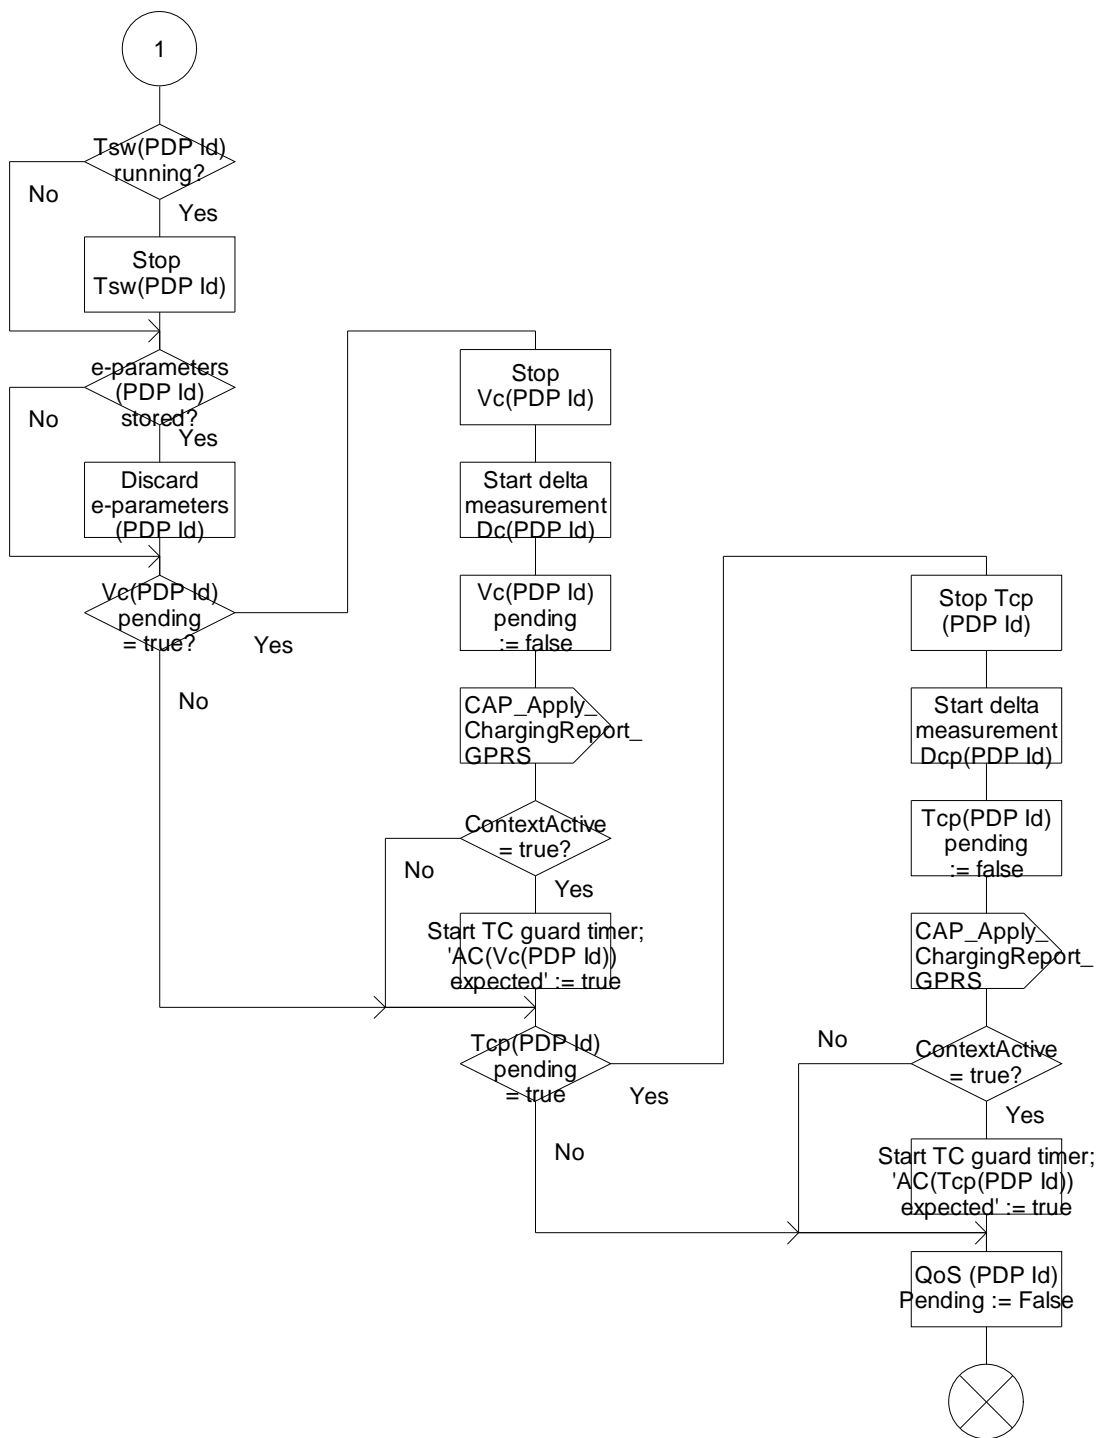 1
Tsw(PDP Id)
running?
No
Yes
Stop
Tsw(PDP Id)
e-parameters
(PDP Id)
stored?
No
Yes
Discard
e-parameters
(PDP Id)
Vc(PDP Id)
pending
= true?
Yes
No
Stop
Vc(PDP Id)
Start delta
measurement
Dc(PDP Id)
Vc(PDP Id)
pending
:= false
CAP_Apply_
ChargingReport_
GPRS
ContextActive
= true?
No
Yes
Start TC guard timer;
'AC(Vc(PDP Id))
expected' := true
Tcp(PDP Id)
pending
= true
Yes
No
Stop Tcp
(PDP Id)
Start delta
measurement
Dcp(PDP Id)
Tcp(PDP Id)
pending
:= false
CAP_Apply_
ChargingReport_
GPRS
ContextActive
= true?
No
Yes
Start TC guard timer;
'AC(Tcp(PDP Id))
expected' := true
QoS (PDP Id)
Pending := False